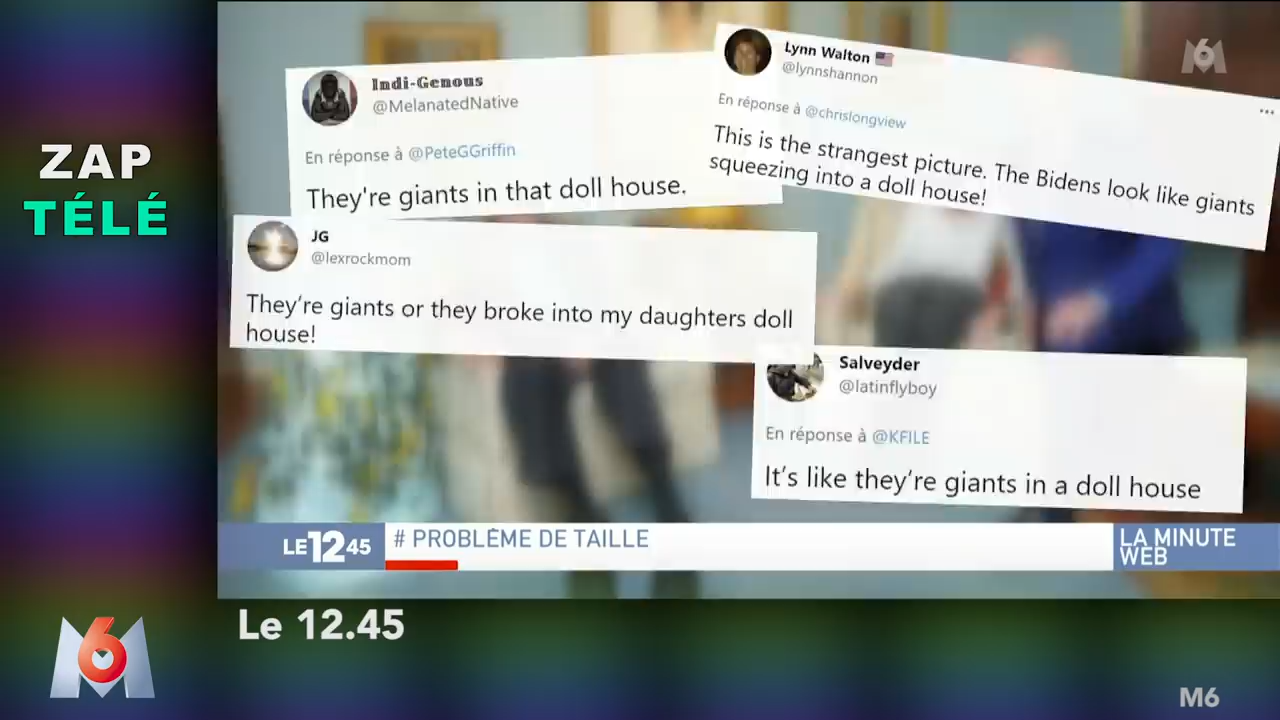 ZAP
TÉLÉ
M6
Indi-Genous
@MelanatedNative
En réponse à @PeteGGriffin
They're giants in that doll house.
Lynn Walton
@lynnshannon
En réponse à @chrislongview
This is the strangest picture. The Bidens look like giants
squeezing into a doll house!
JG
@lexrockmom
They're giants or they broke into my daughters doll
house!
Salveyder
@latinflyboy
En réponse à @KFILE
It's like they're giants in a doll house
LE 12 45
# PROBLÈME DE TAILLE
LA MINUTE
WEB
Le 12.45
M6
M6